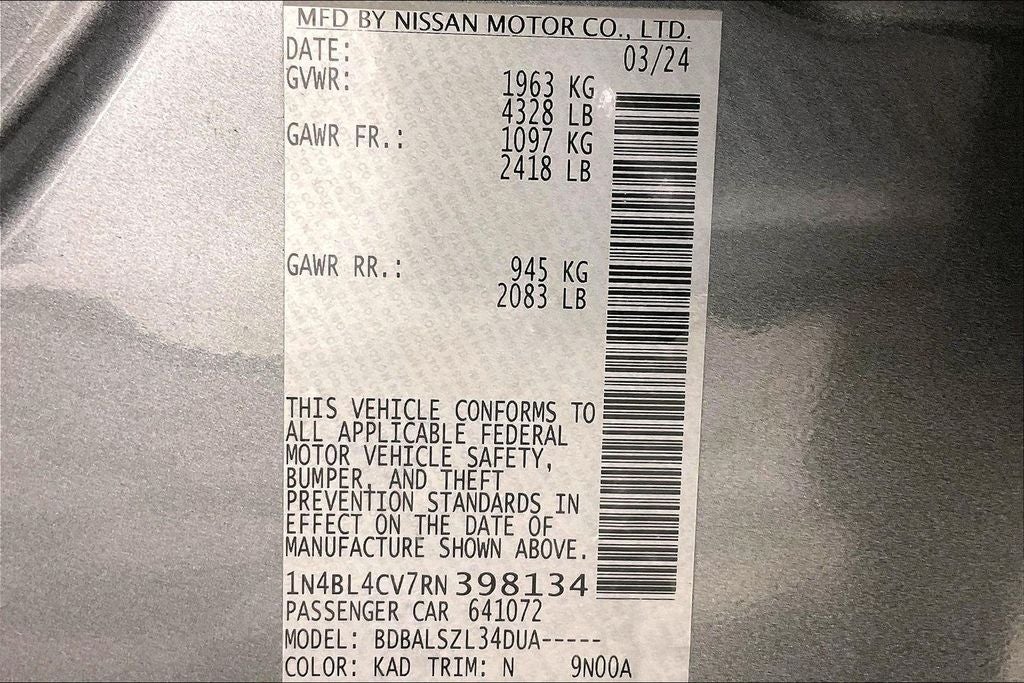 MFD BY NISSAN MOTOR CO., LTD.
DATE: 03/24
GVWR: 1963 KG
4328 LB
GAWR FR.: 1097 KG
2418 LB
GAWR RR.: 945 KG
2083 LB
THIS VEHICLE CONFORMS TO
ALL APPLICABLE FEDERAL
MOTOR VEHICLE SAFETY,
BUMPER, AND THEFT
PREVENTION STANDARDS IN
EFFECT ON THE DATE OF
MANUFACTURE SHOWN ABOVE.
1N4BL4CV7RN 398134
PASSENGER CAR 641072
MODEL: BDBALSZL34DUA-----
COLOR: KAD TRIM: N 9N00A